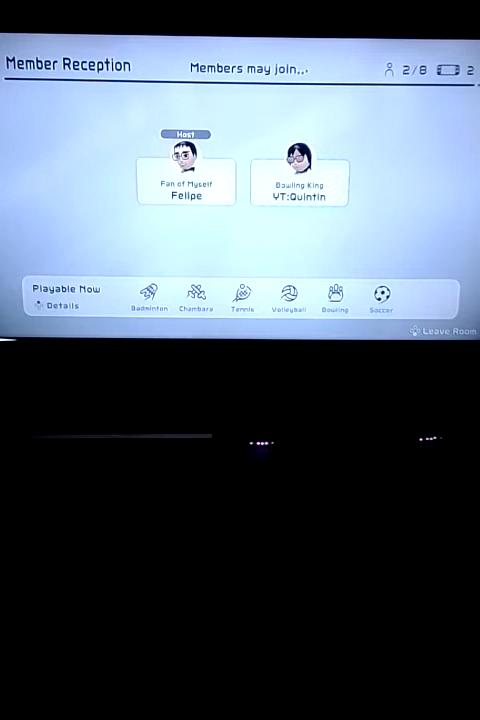 Member Reception
Members may join...
2/8
2
Host
Fan of Myself
Felipe
Bowling King
YT:Quintin
Playable Now
Details
Badminton
Chambara
Tennis
Volleyball
Bowling
Soccer
Leave Room